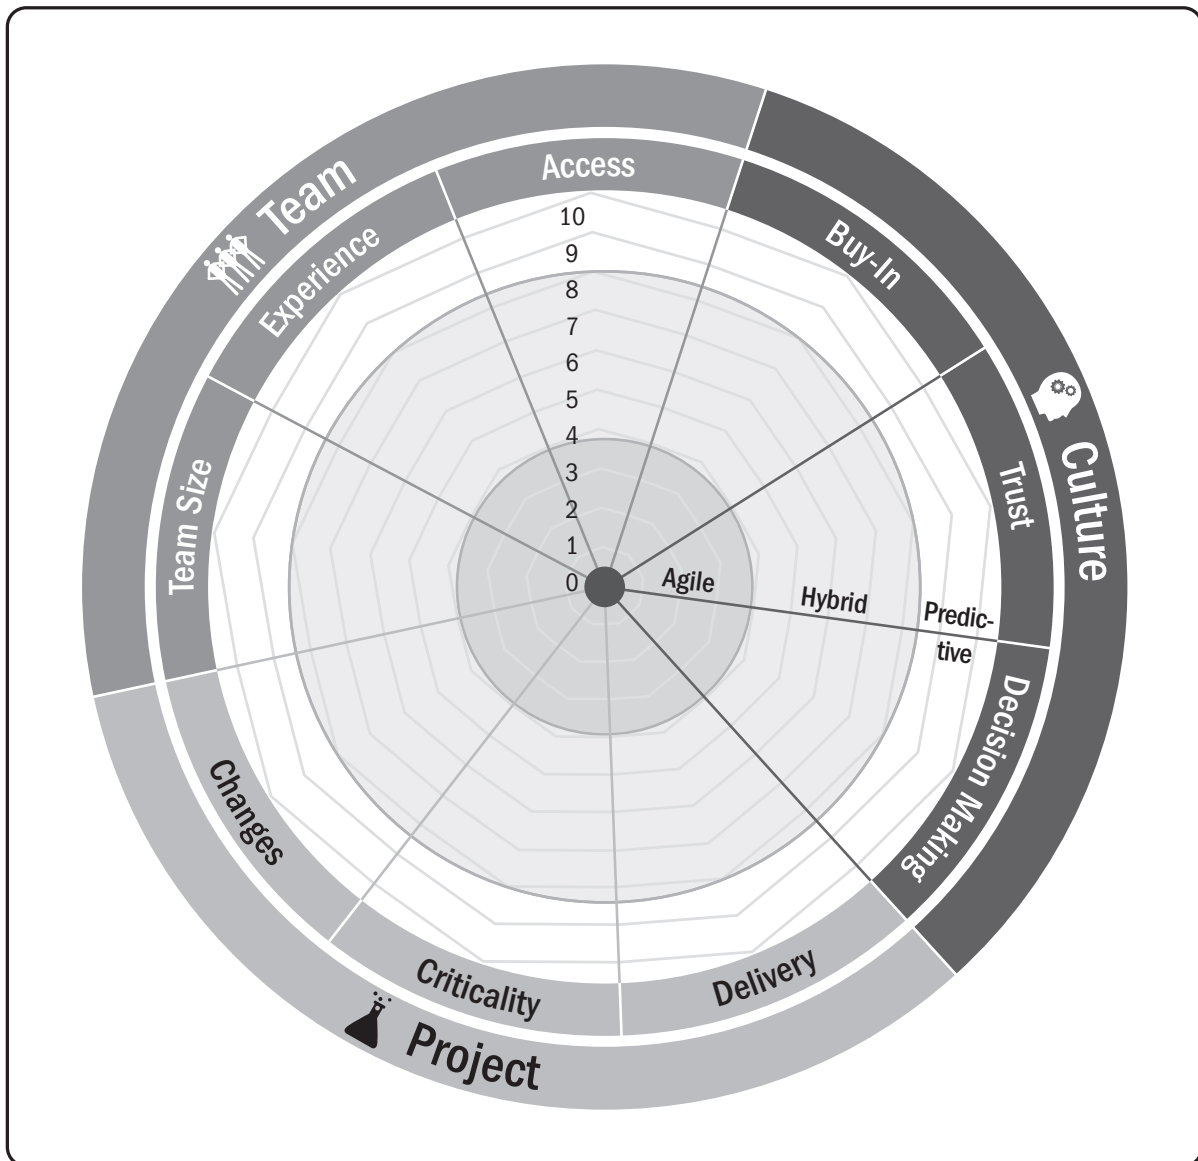 Team
Culture
Project
Access
Buy-In
Trust
Decision Making
Delivery
Criticality
Changes
Team Size
Experience
10
9
8
7
6
5
4
3
2
1
0
Agile
Hybrid
Predic-
tive